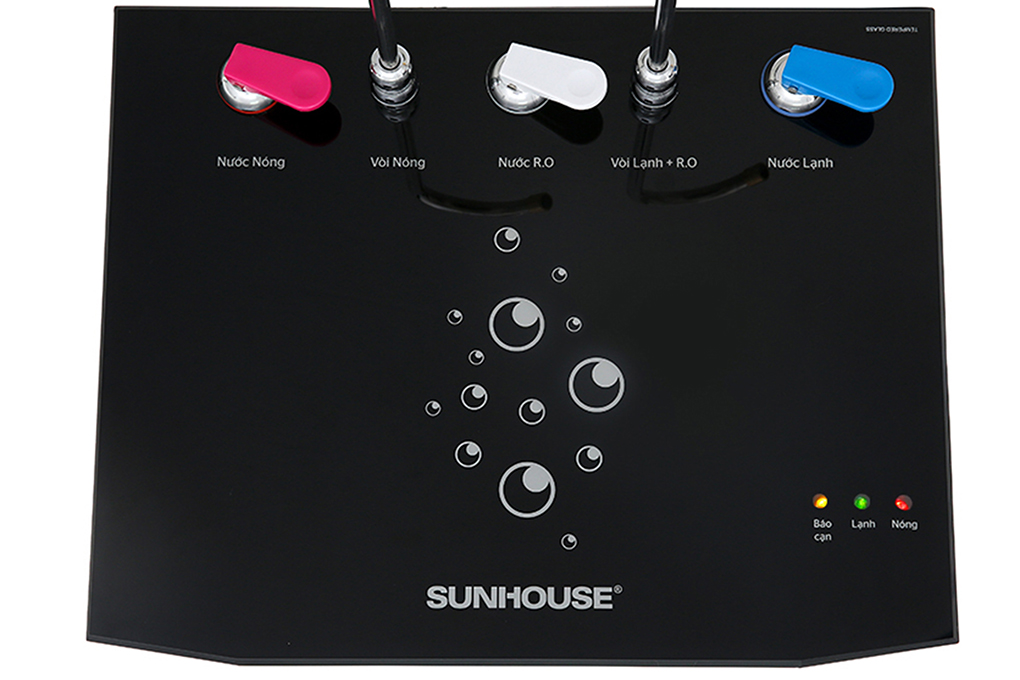 TEMPERED GLASS
Nước Nóng
Vòi Nóng
Nước R.O
Vòi Lạnh + R.O
Nước Lạnh
Báo cạn
Lạnh
Nóng
SUNHOUSE®